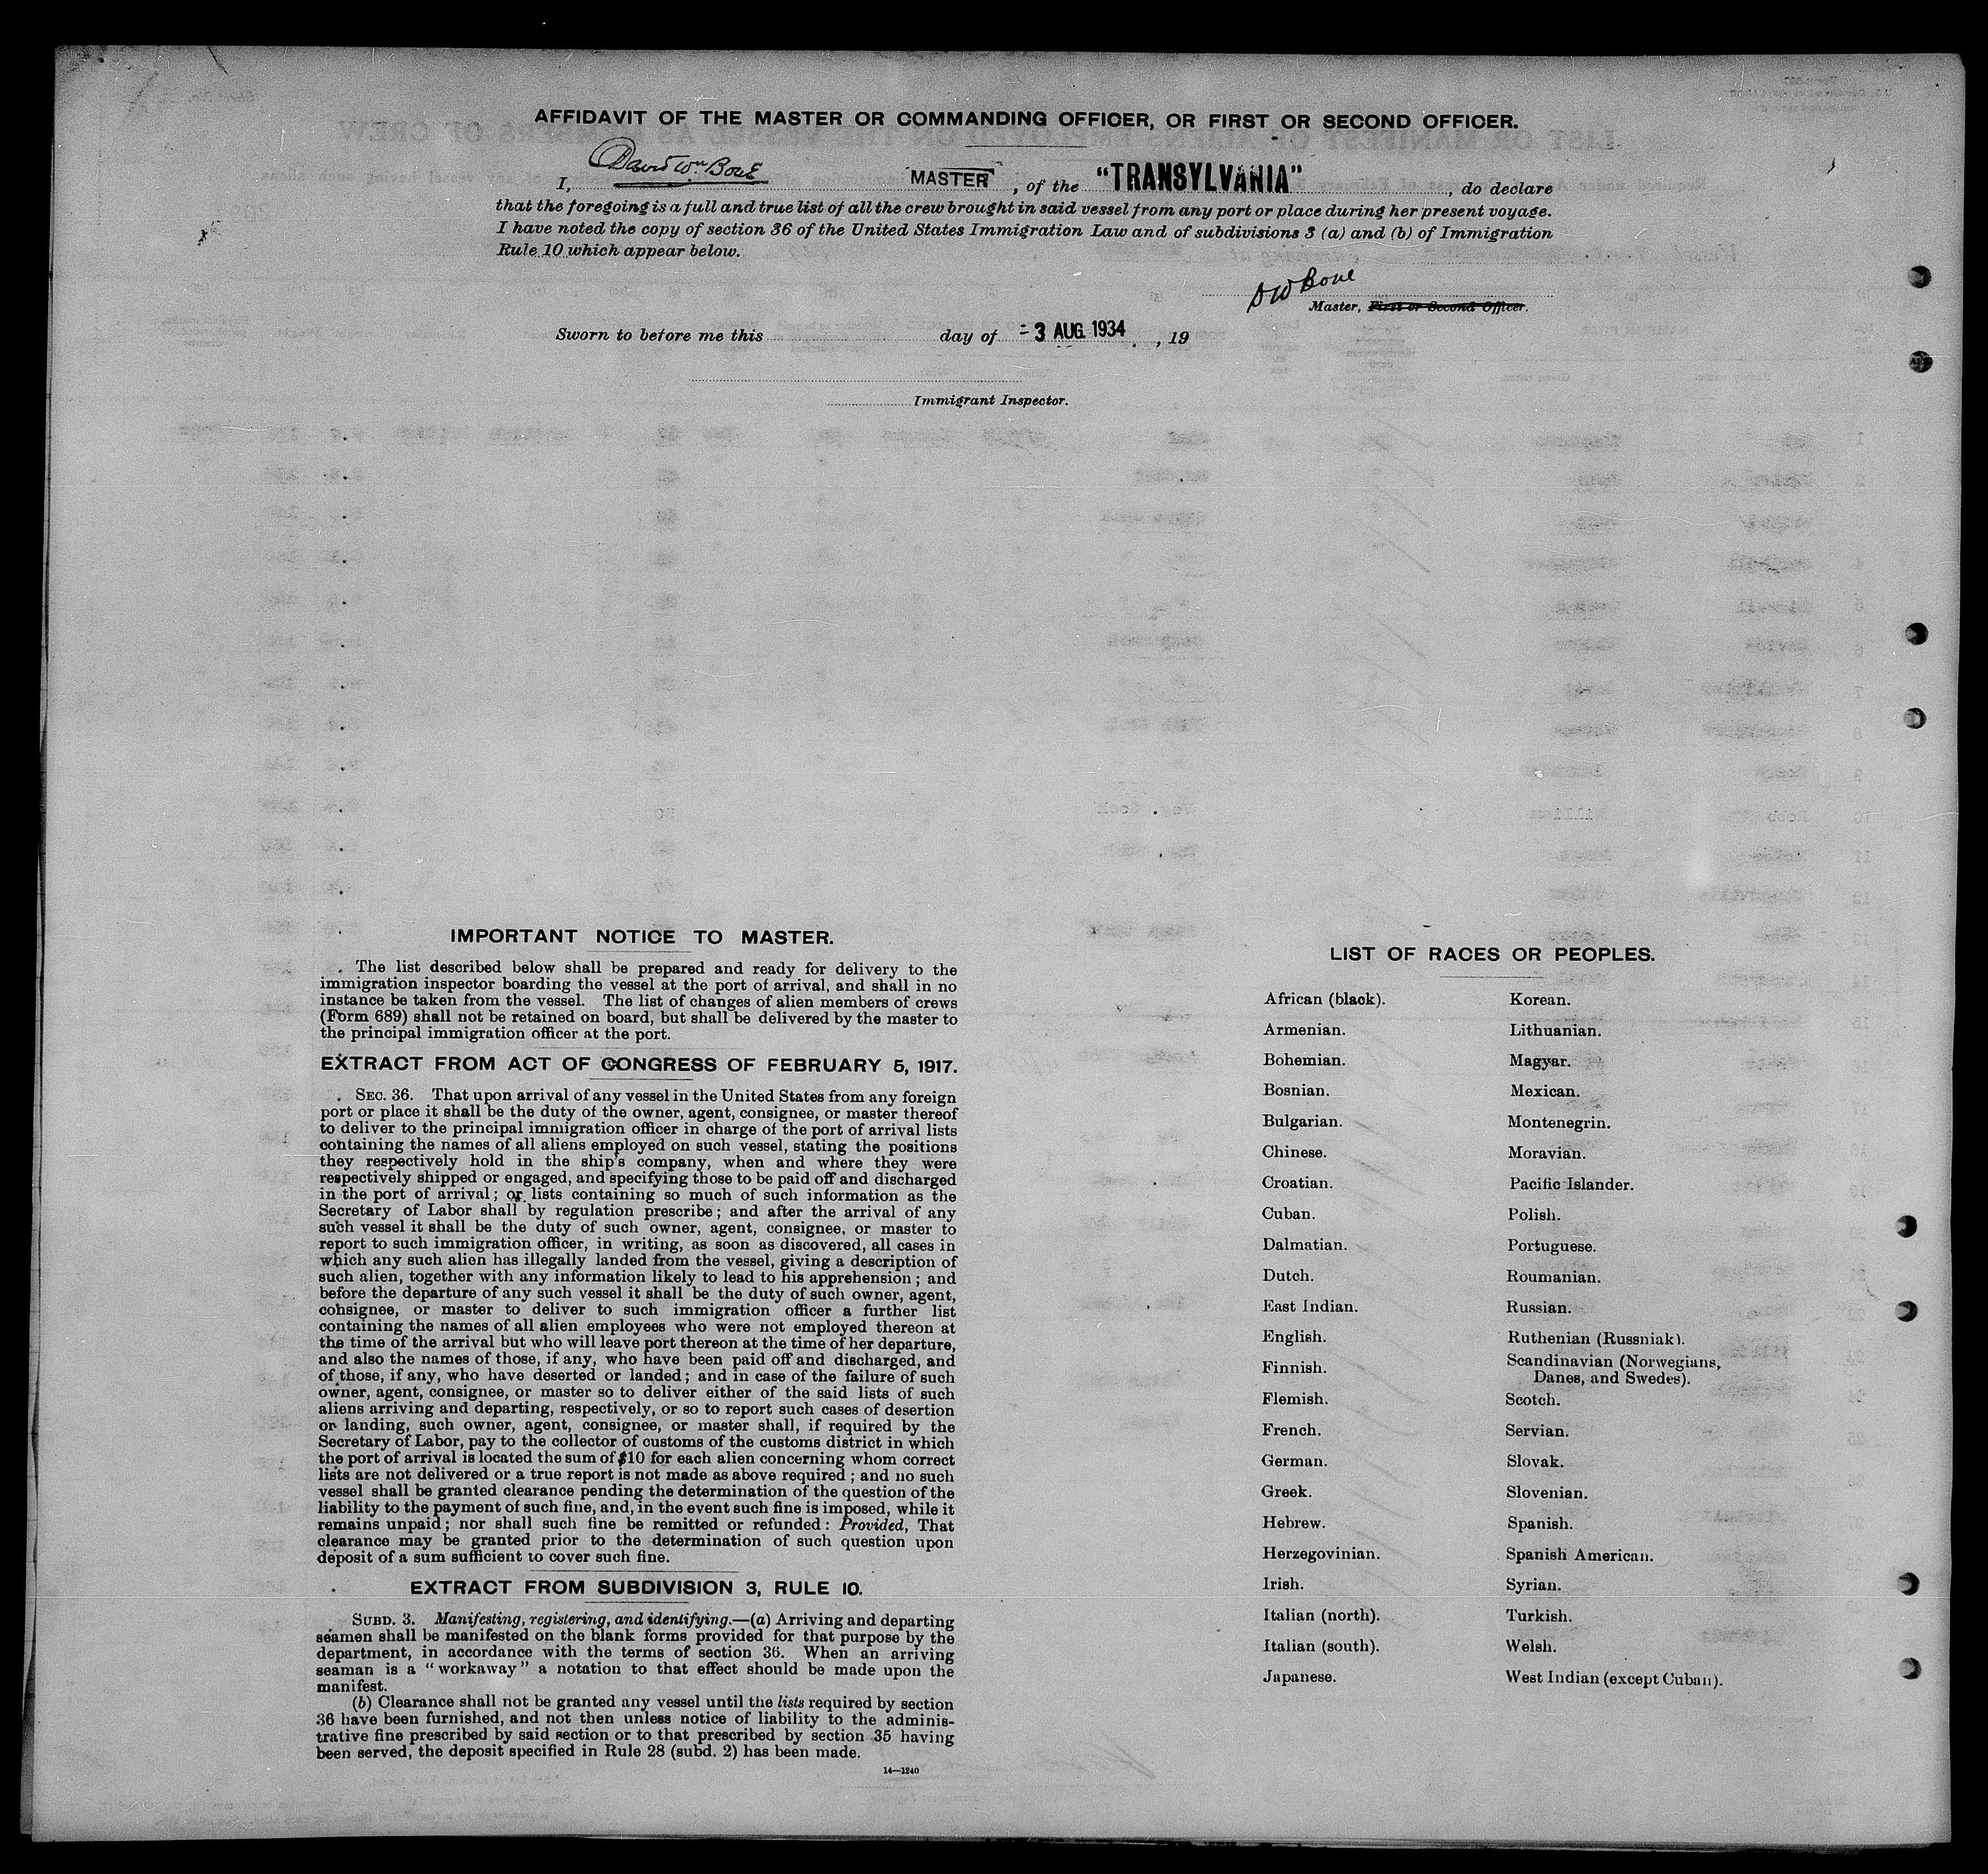 AFFIDAVIT OF THE MASTER OR COMMANDING OFFICER, OR FIRST OR SECOND OFFICER.
I, David Wm Bone MASTER, of the "TRANSYLVANIA", do declare
that the foregoing is a full and true list of all the crew brought in said vessel from any port or place during her present voyage.
I have noted the copy of section 36 of the United States Immigration Law and of subdivisions 3 (a) and (b) of Immigration
Rule 10 which appear below.
DW Bone
Master, First or Second Officer.
Sworn to before me this day of - 3 AUG. 1934, 19
Immigrant Inspector.
IMPORTANT NOTICE TO MASTER.
The list described below shall be prepared and ready for delivery to the
immigration inspector boarding the vessel at the port of arrival, and shall in no
instance be taken from the vessel. The list of changes of alien members of crews
(Form 689) shall not be retained on board, but shall be delivered by the master to
the principal immigration officer at the port.
EXTRACT FROM ACT OF CONGRESS OF FEBRUARY 5, 1917.
SEC. 36. That upon arrival of any vessel in the United States from any foreign
port or place it shall be the duty of the owner, agent, consignee, or master thereof
to deliver to the principal immigration officer in charge of the port of arrival lists
containing the names of all aliens employed on such vessel, stating the positions
they respectively hold in the ship's company, when and where they were
respectively shipped or engaged, and specifying those to be paid off and discharged
in the port of arrival; or lists containing so much of such information as the
Secretary of Labor shall by regulation prescribe; and after the arrival of any
such vessel it shall be the duty of such owner, agent, consignee, or master to
report to such immigration officer, in writing, as soon as discovered, all cases in
which any such alien has illegally landed from the vessel, giving a description of
such alien, together with any information likely to lead to his apprehension; and
before the departure of any such vessel it shall be the duty of such owner, agent,
consignee, or master to deliver to such immigration officer a further list
containing the names of all alien employees who were not employed thereon at
the time of the arrival but who will leave port thereon at the time of her departure,
and also the names of those, if any, who have been paid off and discharged, and
of those, if any, who have deserted or landed; and in case of the failure of such
owner, agent, consignee, or master so to deliver either of the said lists of such
aliens arriving and departing, respectively, or so to report such cases of desertion
or landing, such owner, agent, consignee, or master shall, if required by the
Secretary of Labor, pay to the collector of customs of the customs district in which
the port of arrival is located the sum of $10 for each alien concerning whom correct
lists are not delivered or a true report is not made as above required; and no such
vessel shall be granted clearance pending the determination of the question of the
liability to the payment of such fine, and, in the event such fine is imposed, while it
remains unpaid; nor shall such fine be remitted or refunded: Provided, That
clearance may be granted prior to the determination of such question upon
deposit of a sum sufficient to cover such fine.
EXTRACT FROM SUBDIVISION 3, RULE 10.
SUBD. 3. Manifesting, registering, and identifying.—(a) Arriving and departing
seamen shall be manifested on the blank forms provided for that purpose by the
department, in accordance with the terms of section 36. When an arriving
seaman is a "workaway" a notation to that effect should be made upon the
manifest.
(b) Clearance shall not be granted any vessel until the lists required by section
36 have been furnished, and not then unless notice of liability to the adminis-
trative fine prescribed by said section or to that prescribed by section 35 having
been served, the deposit specified in Rule 28 (subd. 2) has been made.
14—1240
LIST OF RACES OR PEOPLES.
African (black).
Armenian.
Bohemian.
Bosnian.
Bulgarian.
Chinese.
Croatian.
Cuban.
Dalmatian.
Dutch.
East Indian.
English.
Finnish.
Flemish.
French.
German.
Greek.
Hebrew.
Herzegovinian.
Irish.
Italian (north).
Italian (south).
Japanese.
Korean.
Lithuanian.
Magyar.
Mexican.
Montenegrin.
Moravian.
Pacific Islander.
Polish.
Portuguese.
Roumanian.
Russian.
Ruthenian (Russniak).
Scandinavian (Norwegians,
Danes, and Swedes).
Scotch.
Servian.
Slovak.
Slovenian.
Spanish.
Spanish American.
Syrian.
Turkish.
Welsh.
West Indian (except Cuban).